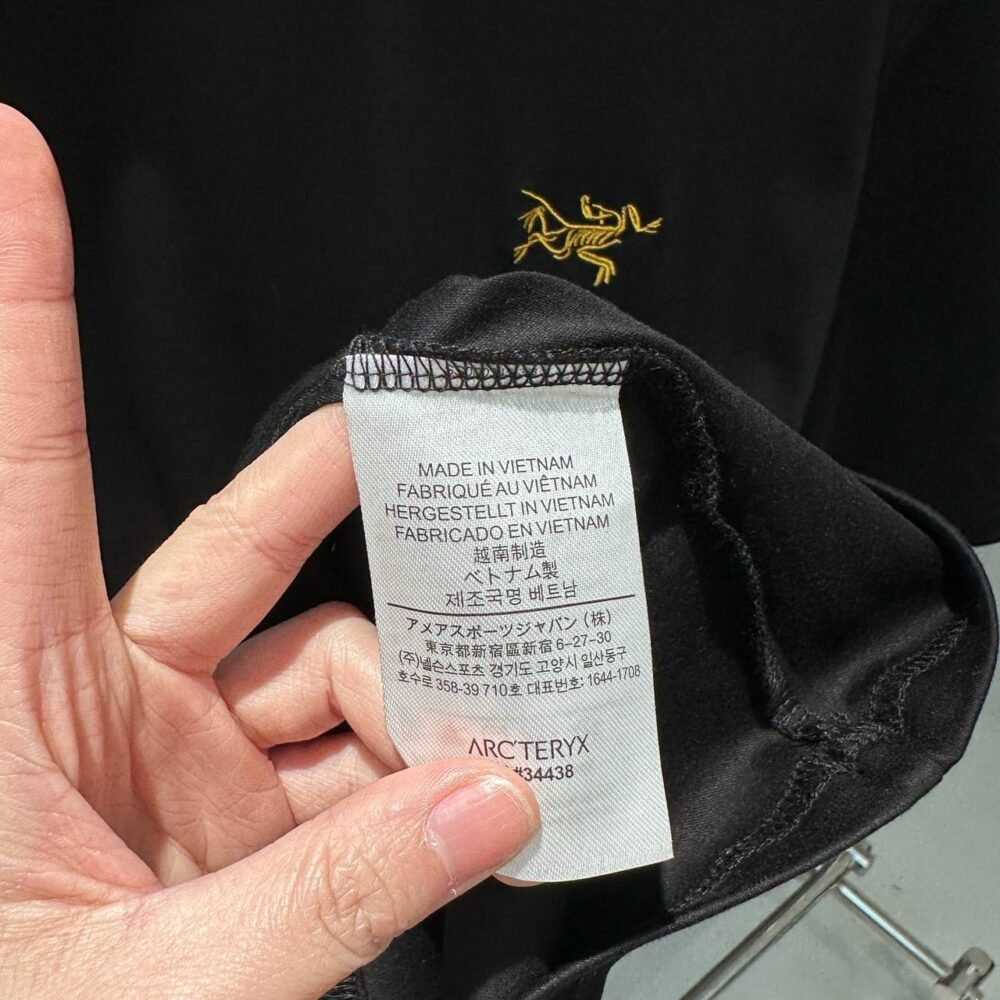 MADE IN VIETNAM
FABRIQUÉ AU VIÊTNAM
HERGESTELLT IN VIETNAM
FABRICADO EN VIETNAM
越南制造
ベトナム製
제조국명 베트남
アメアスポーツジャパン (株)
東京都新宿區新宿 6-27-30
(주)넬슨스포츠 경기도 고양시 일산동구
호수로 358-39 710호 대표번호: 1644-1708
ARC'TERYX
#34438